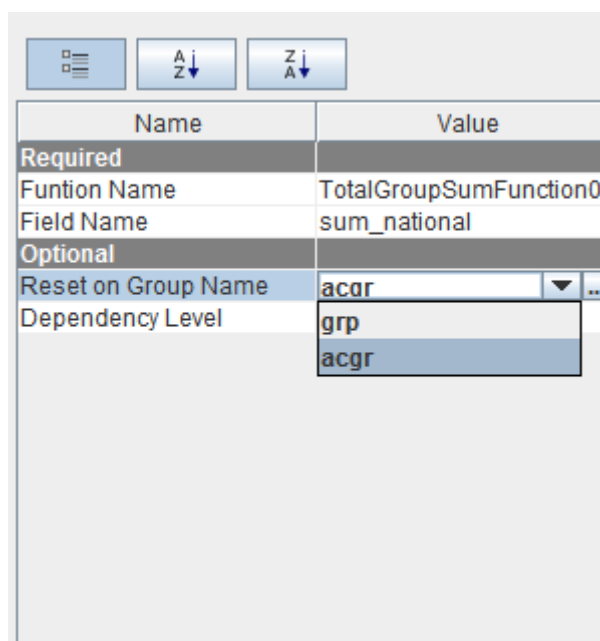 A Z
Z A
Name Value
Required
Funtion Name TotalGroupSumFunction0
Field Name sum_national
Optional
Reset on Group Name acgr ..
Dependency Level
grp
acgr